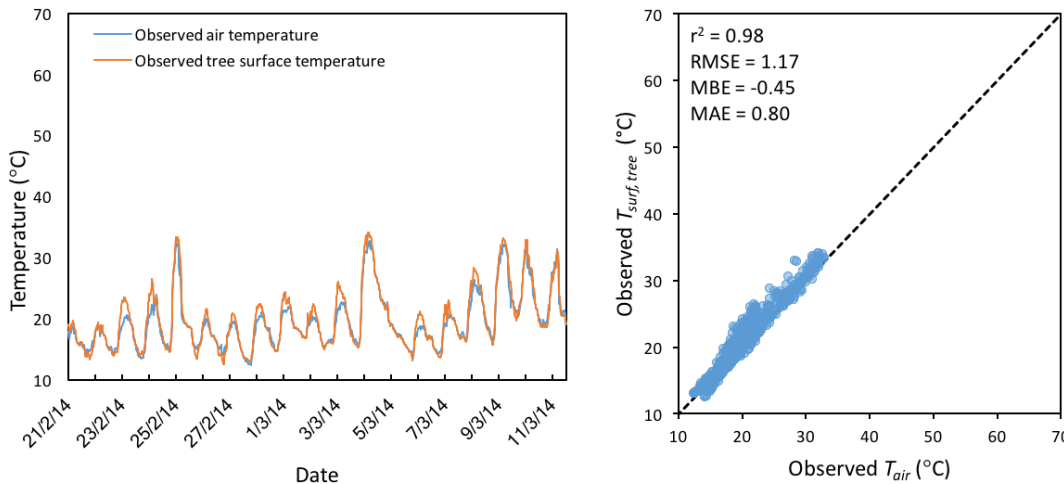 70
60
50
40
30
20
10
Temperature (°C)
Observed air temperature
Observed tree surface temperature
21/2/14
23/2/14
25/2/14
27/2/14
1/3/14
3/3/14
5/3/14
7/3/14
9/3/14
11/3/14
Date
70
60
50
40
30
20
10
Observed Tsurf, tree (°C)
r² = 0.98
RMSE = 1.17
MBE = -0.45
MAE = 0.80
10 20 30 40 50 60 70
Observed Tair (°C)